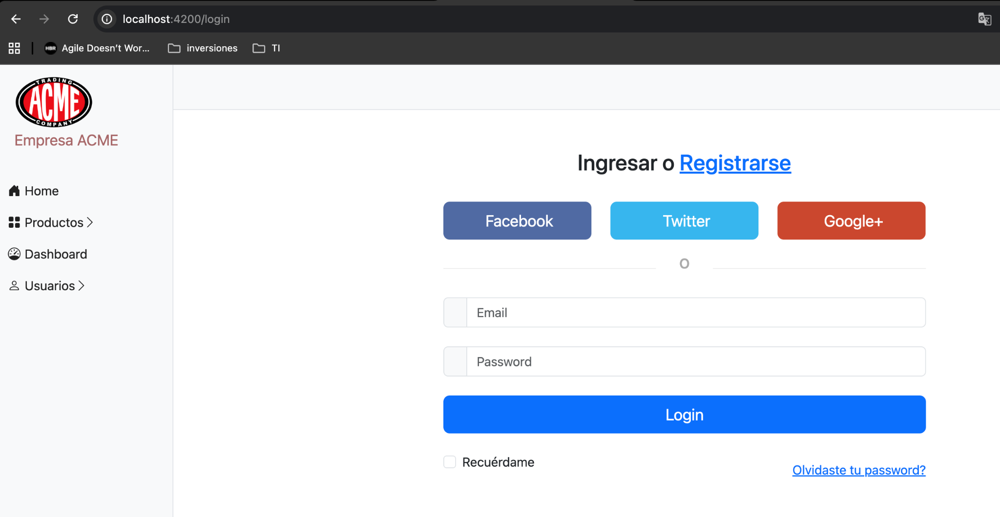 localhost:4200/login
Agile Doesn't Wor...
inversiones
TI
TRADING
ACME
COMPANY
Empresa ACME
Home
Productos
Dashboard
Usuarios
Ingresar o Registrarse
Facebook
Twitter
Google+
O
Email
Password
Login
Recuérdame
Olvidaste tu password?